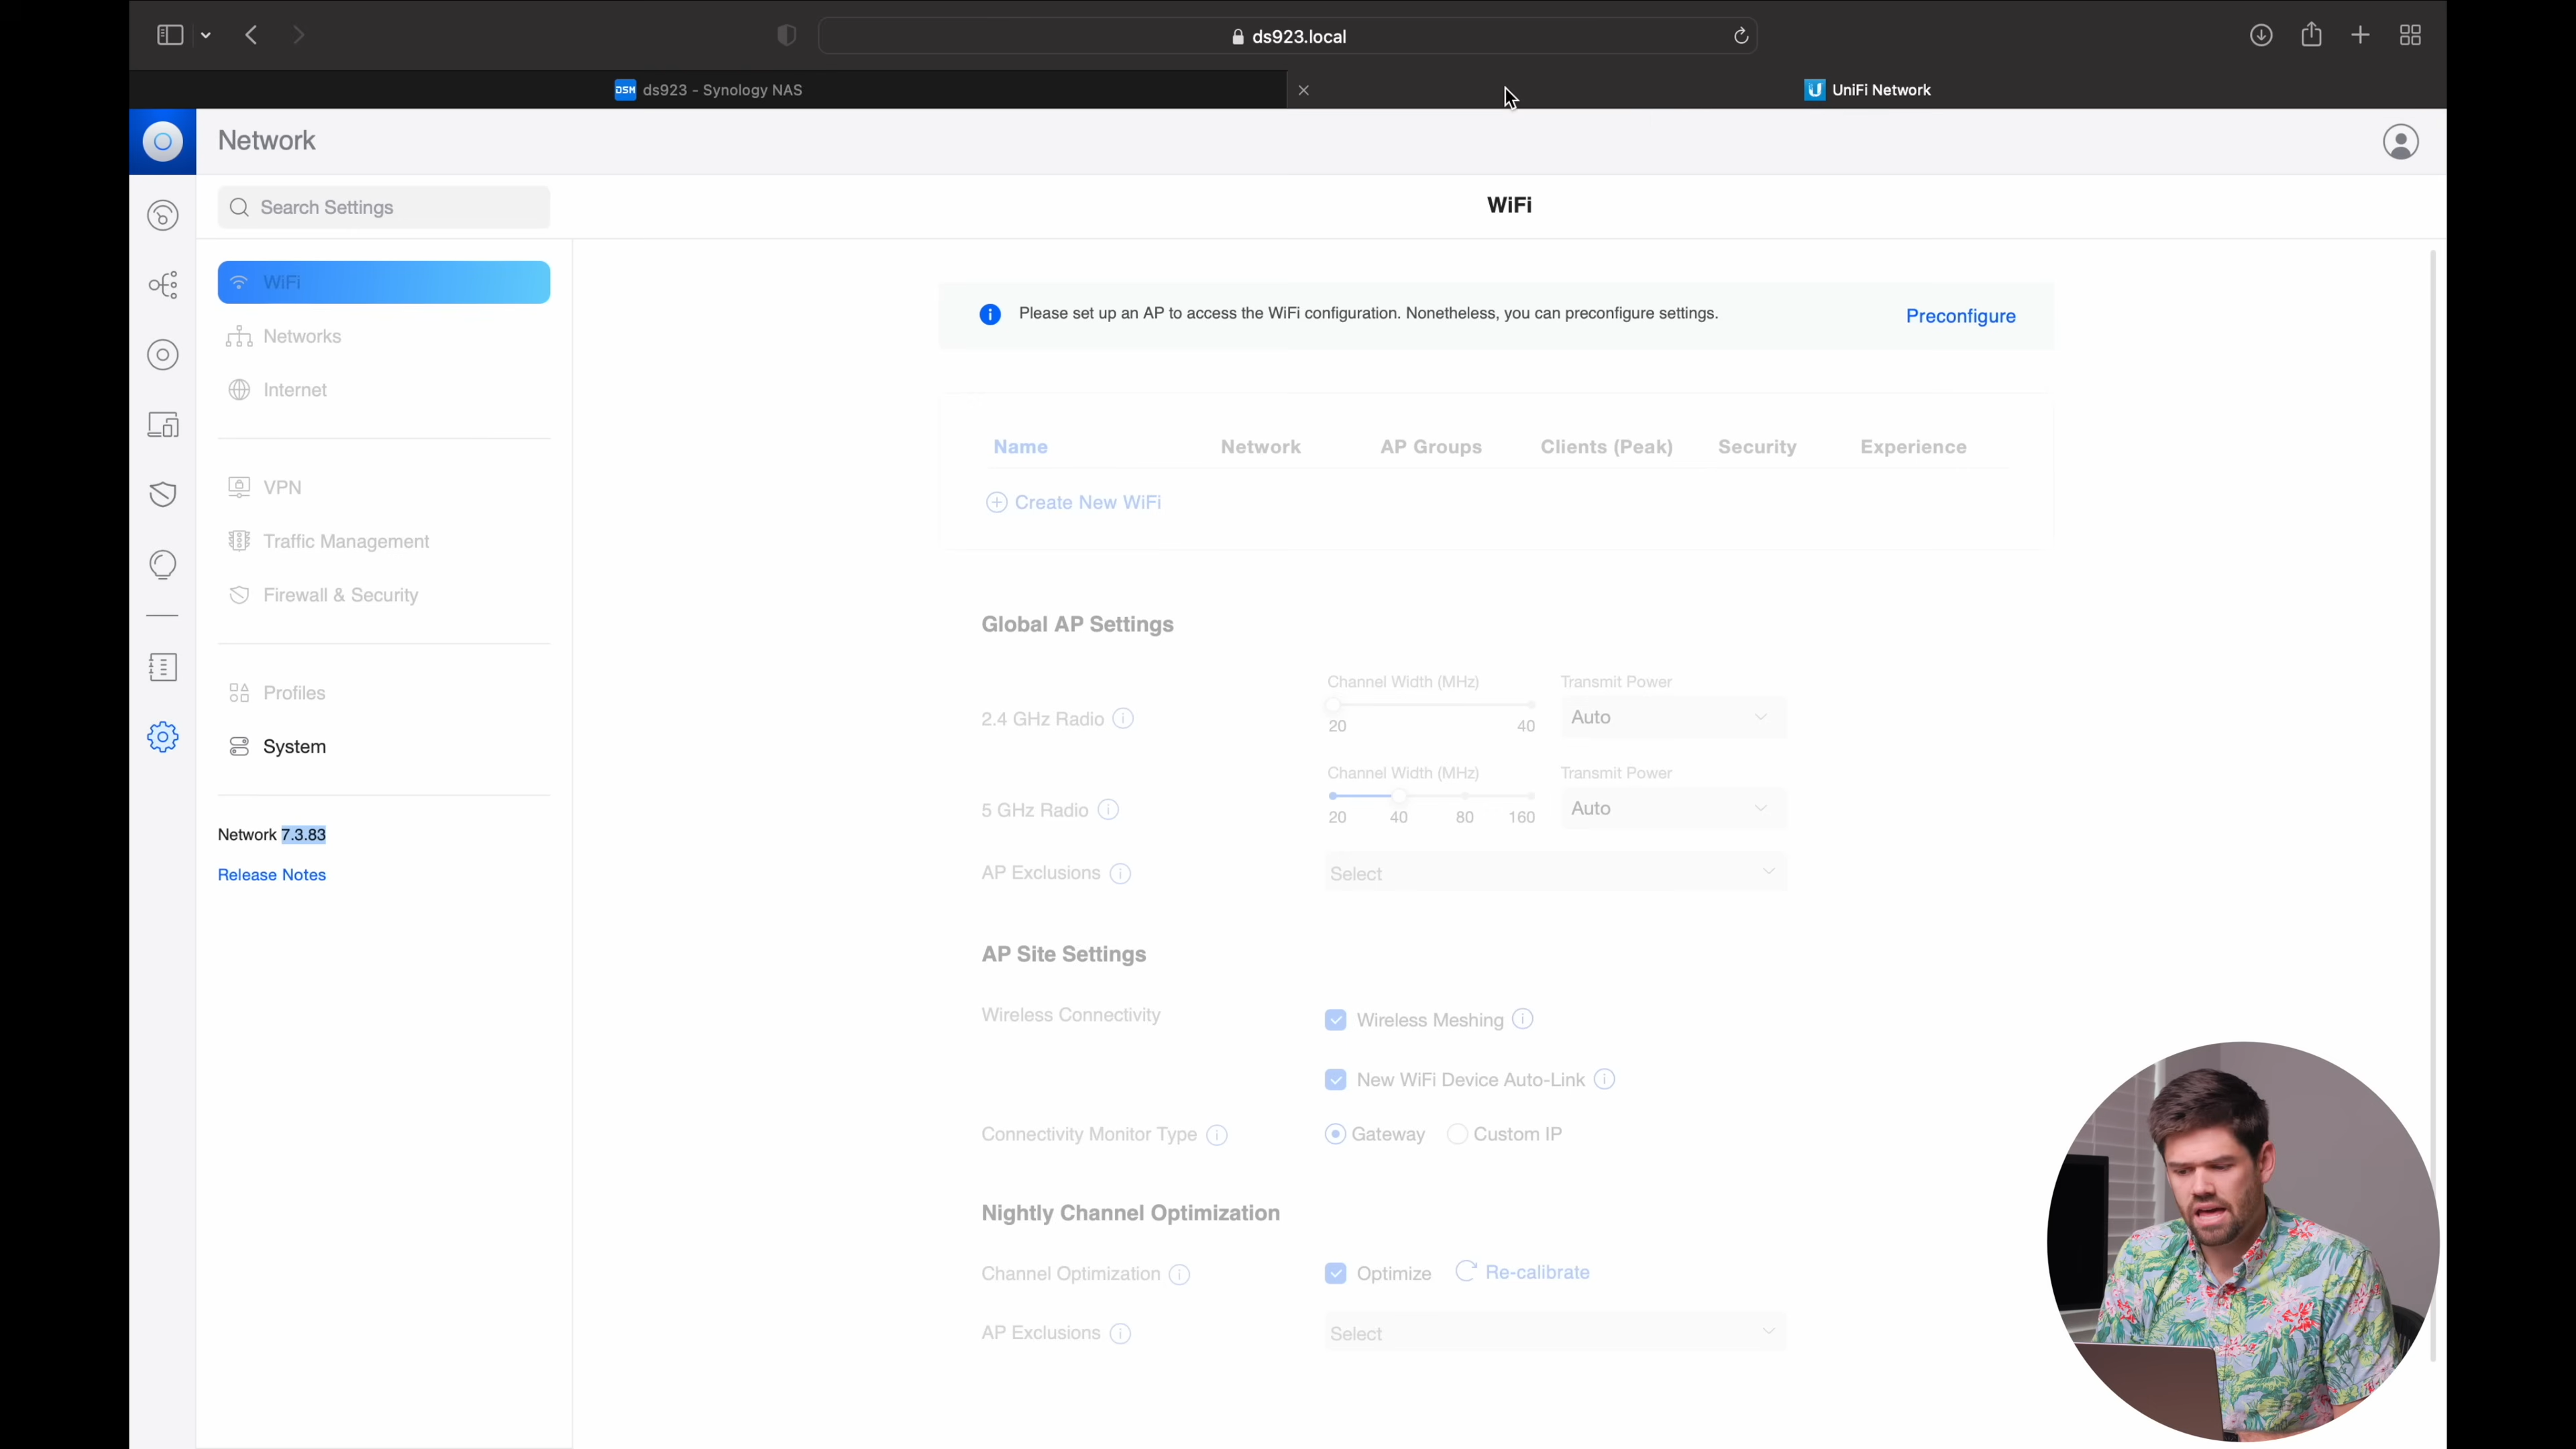 ds923.local
DSM ds923 - Synology NAS
UniFi Network
Network
Search Settings
WiFi
WiFi
Networks
Internet
VPN
Traffic Management
Firewall & Security
Profiles
System
Network 7.3.83
Release Notes
Please set up an AP to access the WiFi configuration. Nonetheless, you can preconfigure settings.
Preconfigure
Name Network AP Groups Clients (Peak) Security Experience
Create New WiFi
Global AP Settings
Channel Width (MHz) Transmit Power
2.4 GHz Radio Auto
20 40
Channel Width (MHz) Transmit Power
5 GHz Radio Auto
20 40 80 160
AP Exclusions Select
AP Site Settings
Wireless Connectivity Wireless Meshing
New WiFi Device Auto-Link
Connectivity Monitor Type Gateway Custom IP
Nightly Channel Optimization
Channel Optimization Optimize Re-calibrate
AP Exclusions Select